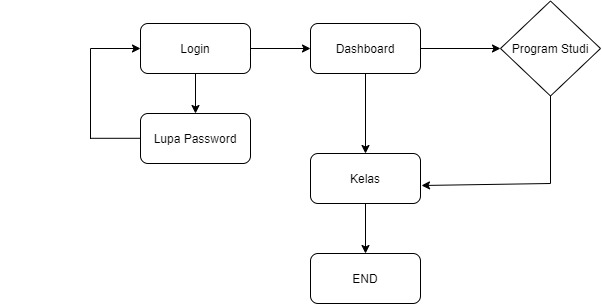 Login
Dashboard
Program Studi
Lupa Password
Kelas
END